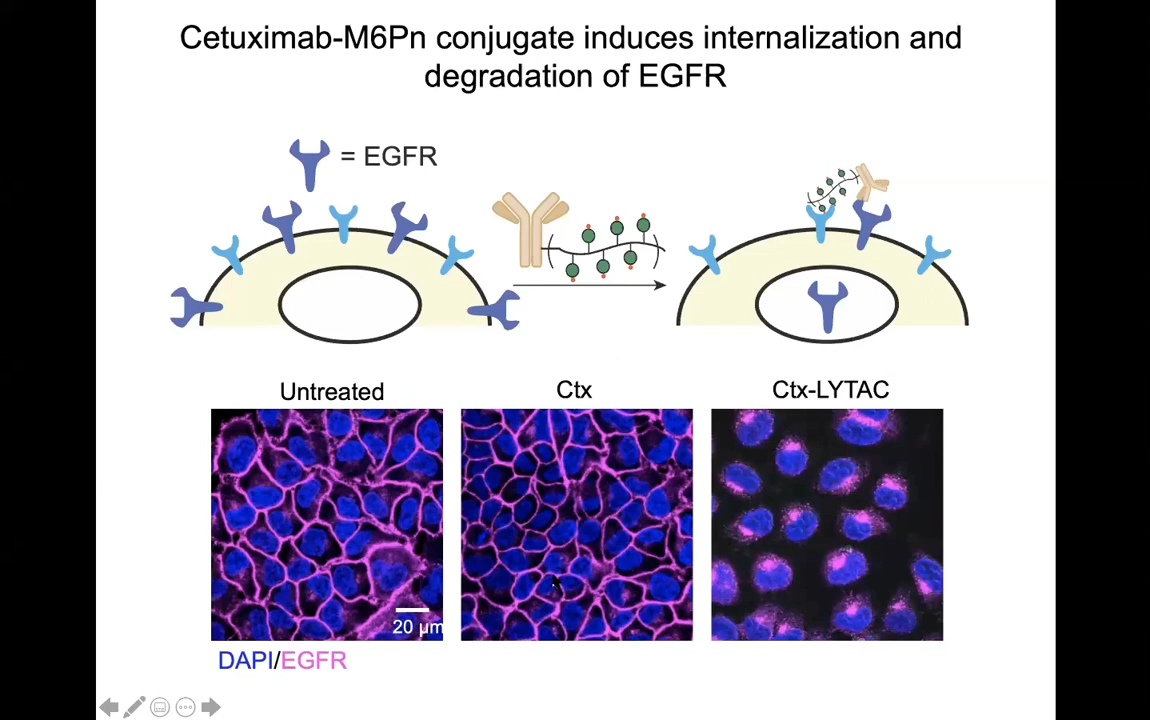 Cetuximab-M6Pn conjugate induces internalization and
degradation of EGFR
= EGFR
Untreated
Ctx
Ctx-LYTAC
20 μm
DAPI/EGFR